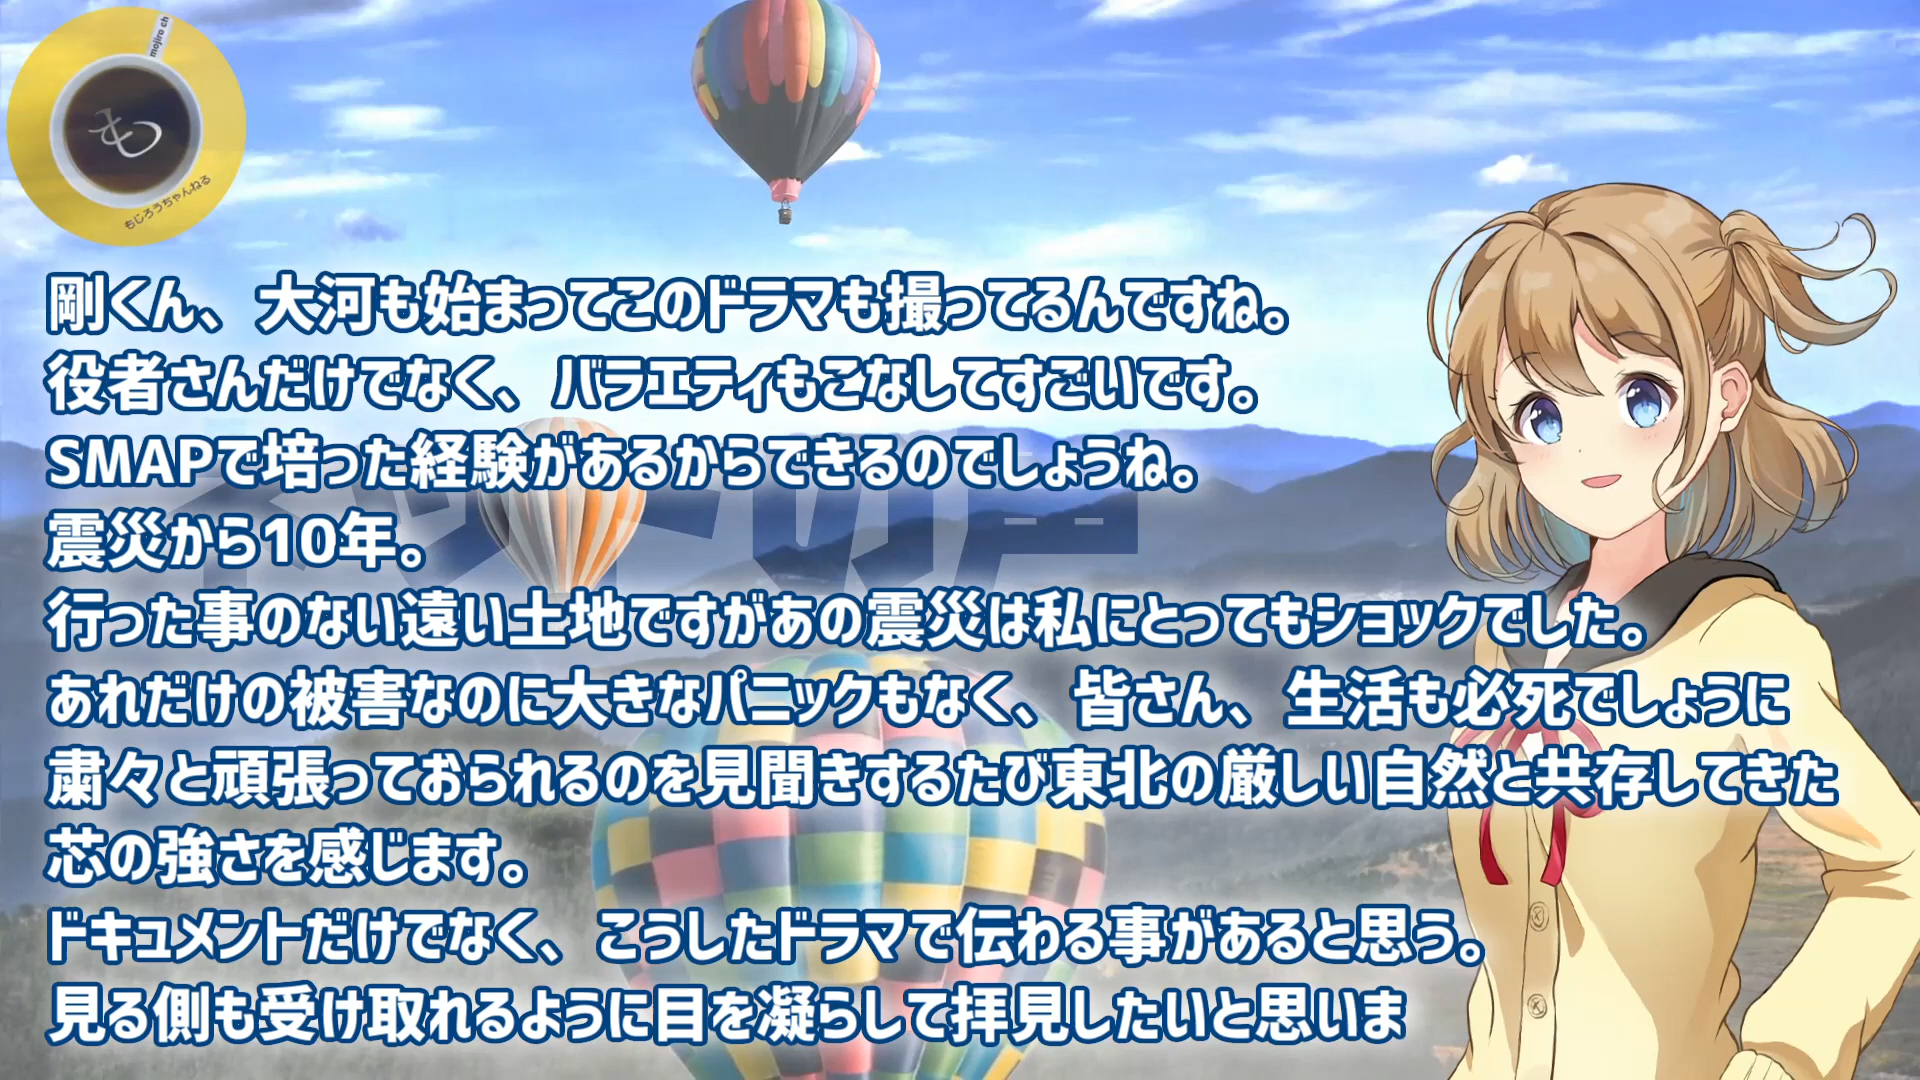 mojiro ch
も
もじろうちゃんねる
剛くん、大河も始まってこのドラマも撮ってるんですね。
役者さんだけでなく、バラエティもこなしてすごいです。
SMAPで培った経験があるからできるのでしょうね。
震災から10年。
行った事のない遠い土地ですがあの震災は私にとってもショックでした。
あれだけの被害なのに大きなパニックもなく、皆さん、生活も必死でしょうに
粛々と頑張っておられるのを見聞きするたび東北の厳しい自然と共存してきた
芯の強さを感じます。
ドキュメントだけでなく、こうしたドラマで伝わる事があると思う。
見る側も受け取れるように目を凝らして拝見したいと思いま